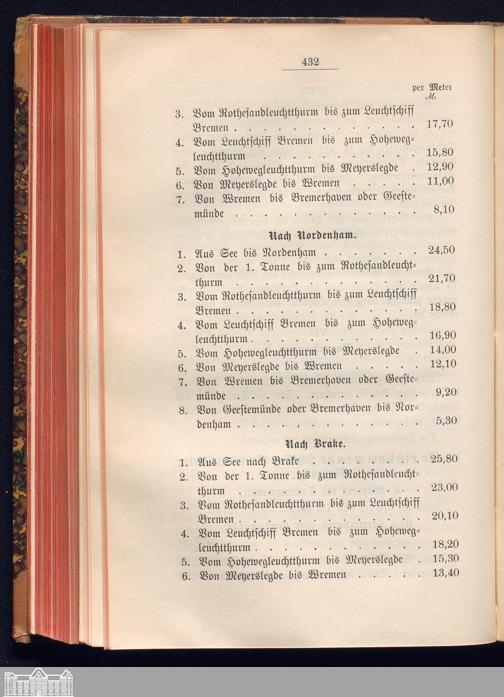 432
per Meter
M.
3. Vom Rothesandleuchtthurm bis zum Leuchtschiff
Bremen . . . . . . . . . . . . 17,70
4. Vom Leuchtschiff Bremen bis zum Hoheweg-
leuchtthurm . . . . . . . . . . 15,80
5. Vom Hohewegleuchtthurm bis Meyerslegde . 12,90
6. Von Meyerslegde bis Wremen . . . . . 11,00
7. Von Wremen bis Bremerhaven oder Geeste-
münde . . . . . . . . . . . . 8,10
Nach Nordenham.
1. Aus See bis Nordenham . . . . . . . 24,50
2. Von der 1. Tonne bis zum Rothesandleucht-
thurm . . . . . . . . . . . . 21,70
3. Vom Rothesandleuchtthurm bis zum Leuchtschiff
Bremen . . . . . . . . . . . . 18,80
4. Vom Leuchtschiff Bremen bis zum Hoheweg-
leuchtthurm . . . . . . . . . . 16,90
5. Vom Hohewegleuchtthurm bis Meyerslegde . 14,00
6. Von Meyerslegde bis Wremen . . . . . 12,10
7. Von Wremen bis Bremerhaven oder Geeste-
münde . . . . . . . . . . . . 9,20
8. Von Geestemünde oder Bremerhaven bis Nor-
denham . . . . . . . . . . . . 5,30
Nach Brake.
1. Aus See nach Brake . . . . . . . . 25,80
2. Von der 1. Tonne bis zum Rothesandleucht-
thurm . . . . . . . . . . . . 23,00
3. Vom Rothesandleuchtthurm bis zum Leuchtschiff
Bremen . . . . . . . . . . . . 20,10
4. Vom Leuchtschiff Bremen bis zum Hoheweg-
leuchtthurm . . . . . . . . . . 18,20
5. Vom Hohewegleuchtthurm bis Meyerslegde . 15,30
6. Von Meyerslegde bis Wremen . . . . . 13,40